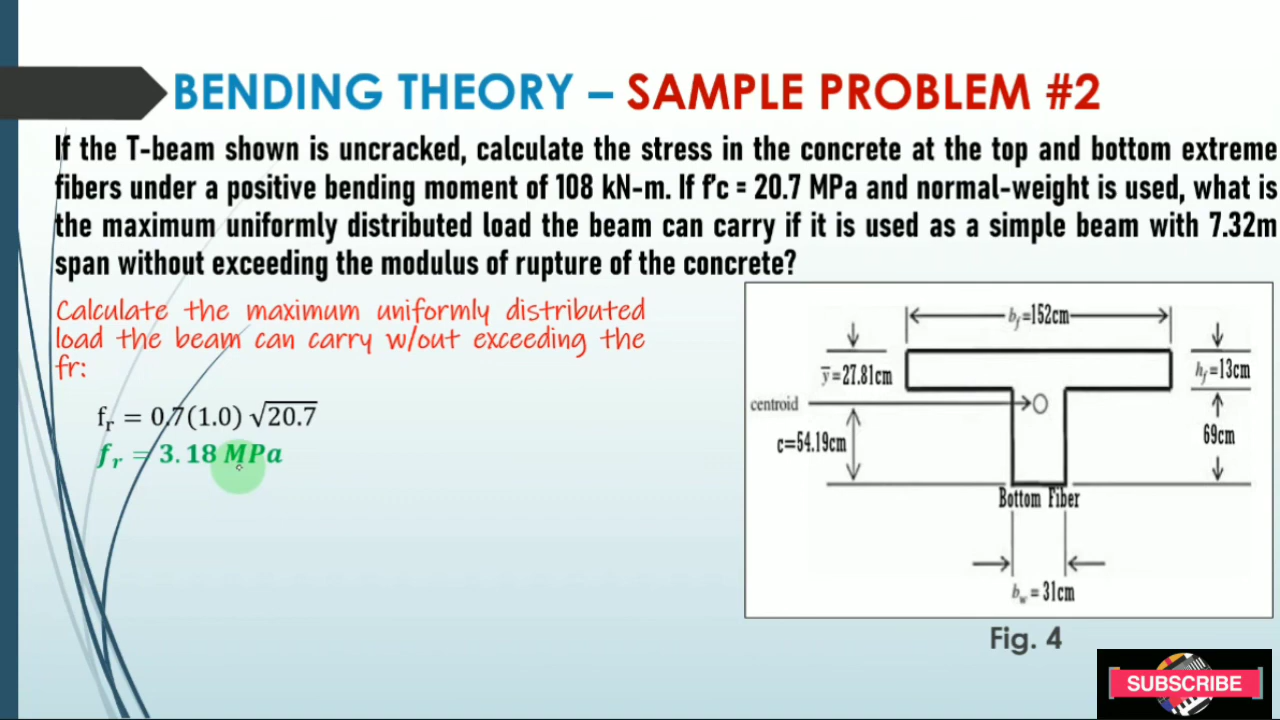 BENDING THEORY – SAMPLE PROBLEM #2
If the T-beam shown is uncracked, calculate the stress in the concrete at the top and bottom extreme
fibers under a positive bending moment of 108 kN-m. If f'c = 20.7 MPa and normal-weight is used, what is
the maximum uniformly distributed load the beam can carry if it is used as a simple beam with 7.32m
span without exceeding the modulus of rupture of the concrete?
Calculate the maximum uniformly distributed
load the beam can carry w/out exceeding the
fr:
fᵣ = 0.7(1.0) √20.7
fᵣ = 3.18 MPa
b_f=152cm
y̅=27.81cm
h_f=13cm
centroid
c=54.19cm
69cm
Bottom Fiber
b_w = 31cm
Fig. 4
SUBSCRIBE